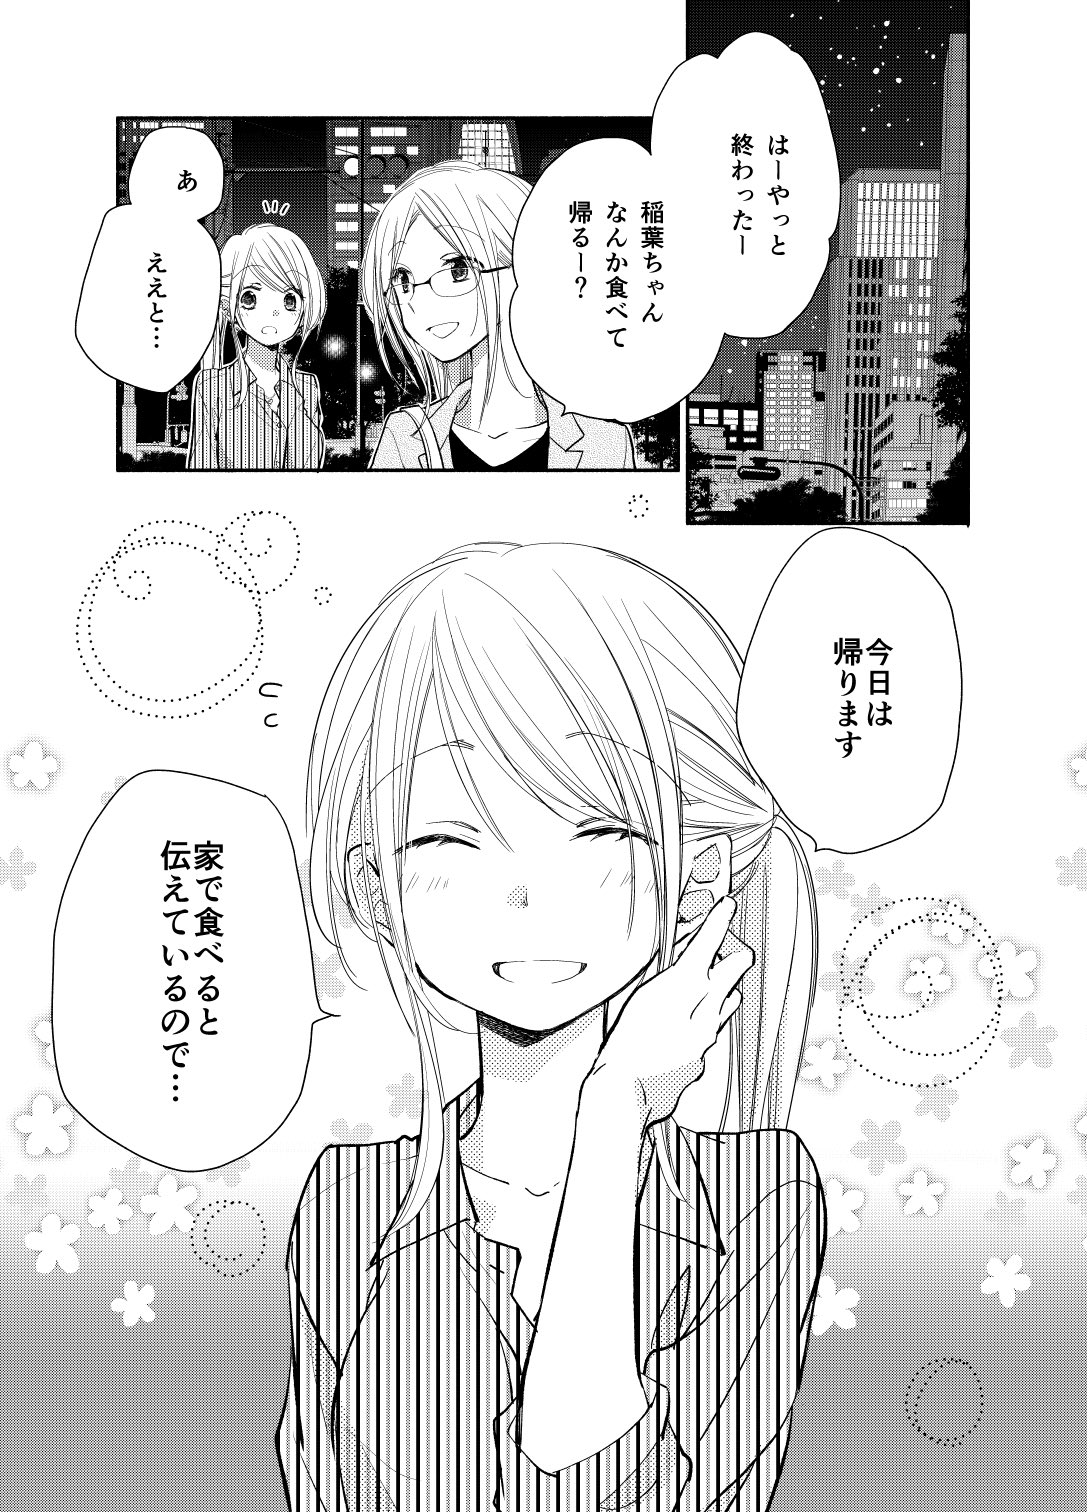 はーやっと
終わったー
稲葉ちゃん
なんか食べて
帰るー？
あ
ええと…
今日は
帰ります
家で食べると
伝えているので…